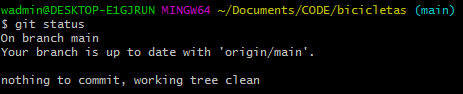 wadmin@DESKTOP-E1GJRUN MINGW64 ~/Documents/CODE/bicicletas (main)
$ git status
On branch main
Your branch is up to date with 'origin/main'.
nothing to commit, working tree clean